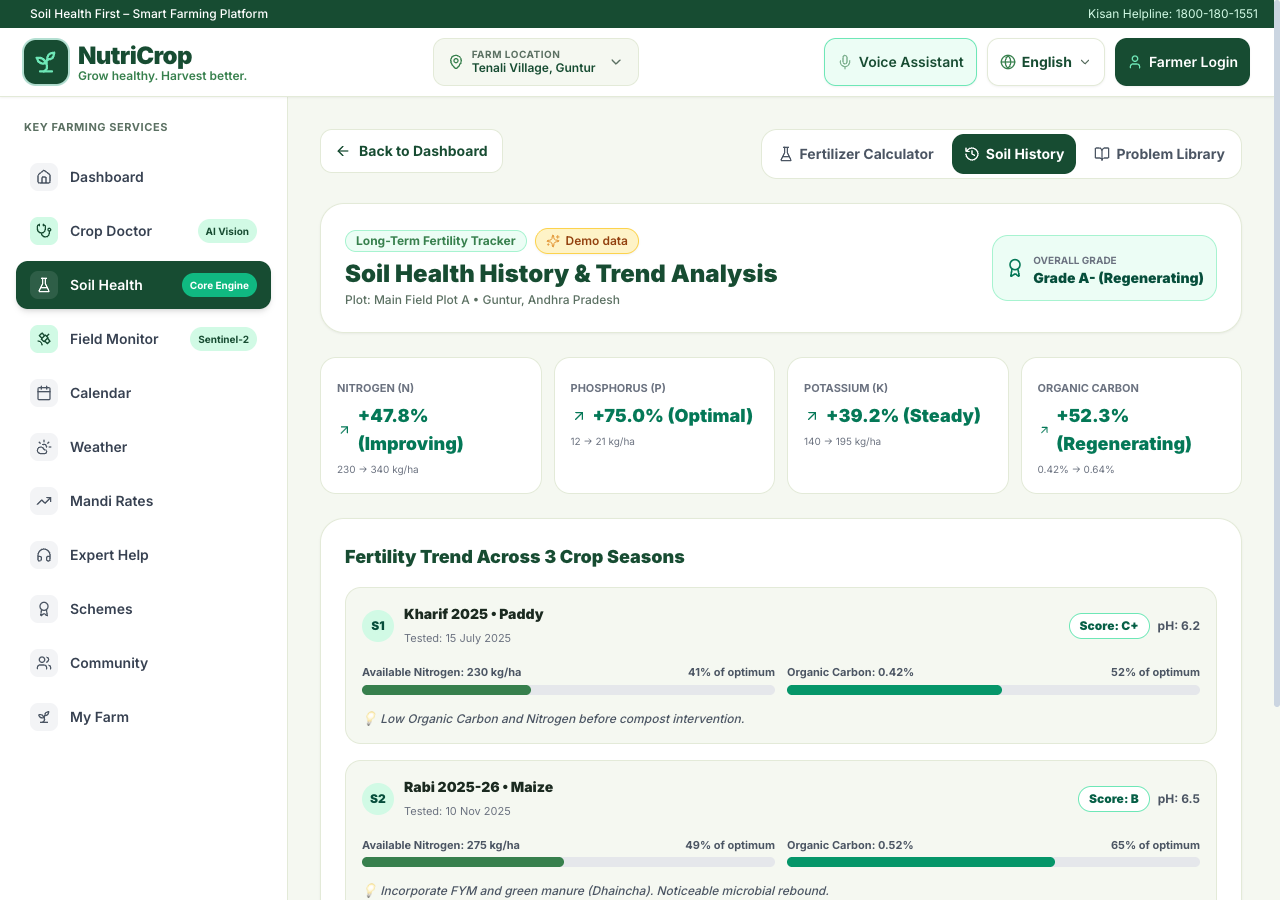 Soil Health First – Smart Farming Platform
Kisan Helpline: 1800-180-1551
NutriCrop
Grow healthy. Harvest better.
FARM LOCATION
Tenali Village, Guntur
Voice Assistant
English
Farmer Login
KEY FARMING SERVICES
Dashboard
Crop Doctor
AI Vision
Soil Health
Core Engine
Field Monitor
Sentinel-2
Calendar
Weather
Mandi Rates
Expert Help
Schemes
Community
My Farm
Back to Dashboard
Fertilizer Calculator
Soil History
Problem Library
Long-Term Fertility Tracker
Demo data
Soil Health History & Trend Analysis
Plot: Main Field Plot A • Guntur, Andhra Pradesh
OVERALL GRADE
Grade A- (Regenerating)
NITROGEN (N)
+47.8%
(Improving)
230 → 340 kg/ha
PHOSPHORUS (P)
+75.0% (Optimal)
12 → 21 kg/ha
POTASSIUM (K)
+39.2% (Steady)
140 → 195 kg/ha
ORGANIC CARBON
+52.3%
(Regenerating)
0.42% → 0.64%
Fertility Trend Across 3 Crop Seasons
S1
Kharif 2025 • Paddy
Tested: 15 July 2025
Score: C+
pH: 6.2
Available Nitrogen: 230 kg/ha
41% of optimum
Organic Carbon: 0.42%
52% of optimum
💡 Low Organic Carbon and Nitrogen before compost intervention.
S2
Rabi 2025-26 • Maize
Tested: 10 Nov 2025
Score: B
pH: 6.5
Available Nitrogen: 275 kg/ha
49% of optimum
Organic Carbon: 0.52%
65% of optimum
💡 Incorporate FYM and green manure (Dhaincha). Noticeable microbial rebound.